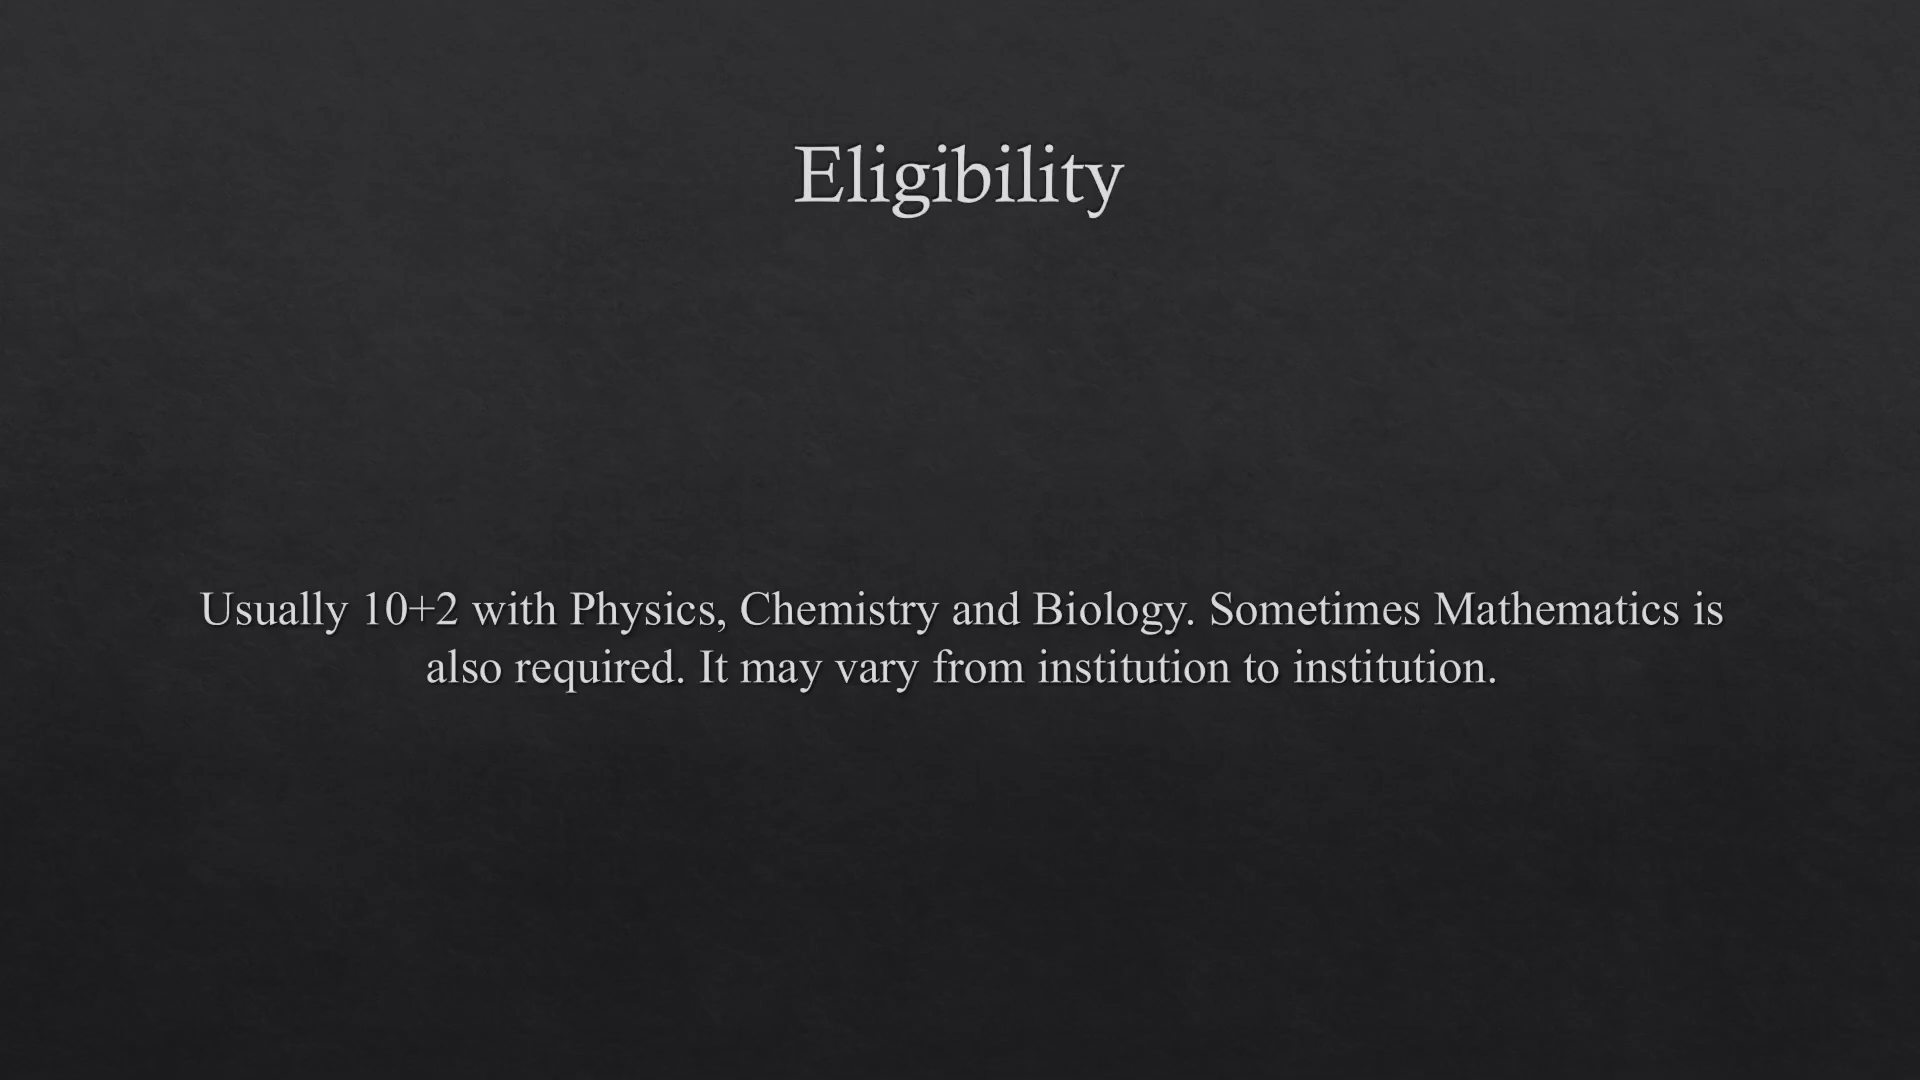 Eligibility
Usually 10+2 with Physics, Chemistry and Biology. Sometimes Mathematics is
also required. It may vary from institution to institution.